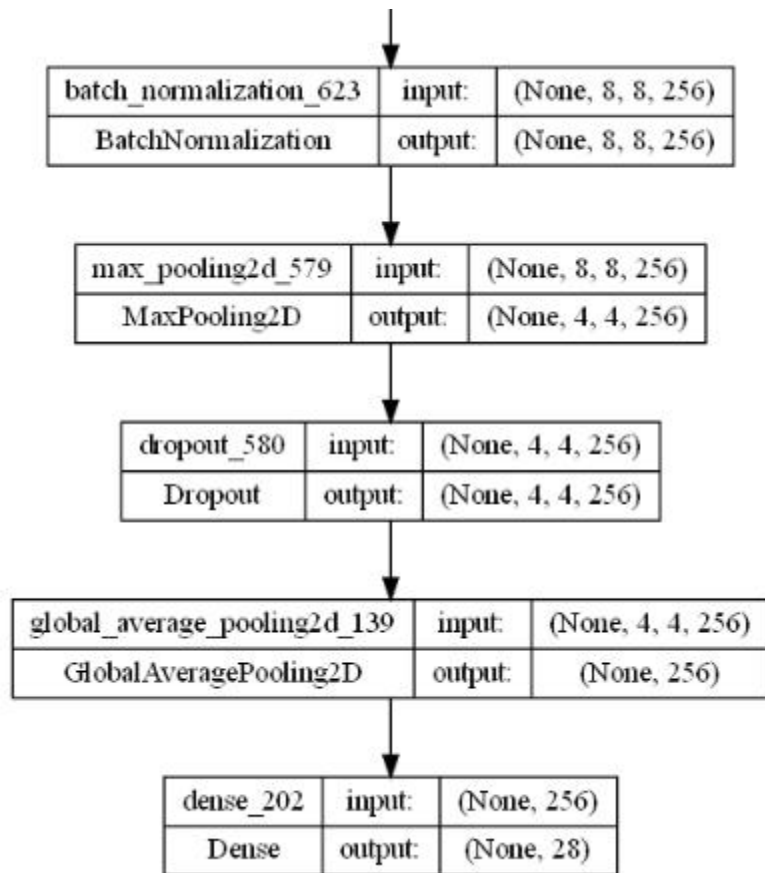 batch_normalization_623 input: (None, 8, 8, 256)
BatchNormalization output: (None, 8, 8, 256)
max_pooling2d_579 input: (None, 8, 8, 256)
MaxPooling2D output: (None, 4, 4, 256)
dropout_580 input: (None, 4, 4, 256)
Dropout output: (None, 4, 4, 256)
global_average_pooling2d_139 input: (None, 4, 4, 256)
GlobalAveragePooling2D output: (None, 256)
dense_202 input: (None, 256)
Dense output: (None, 28)